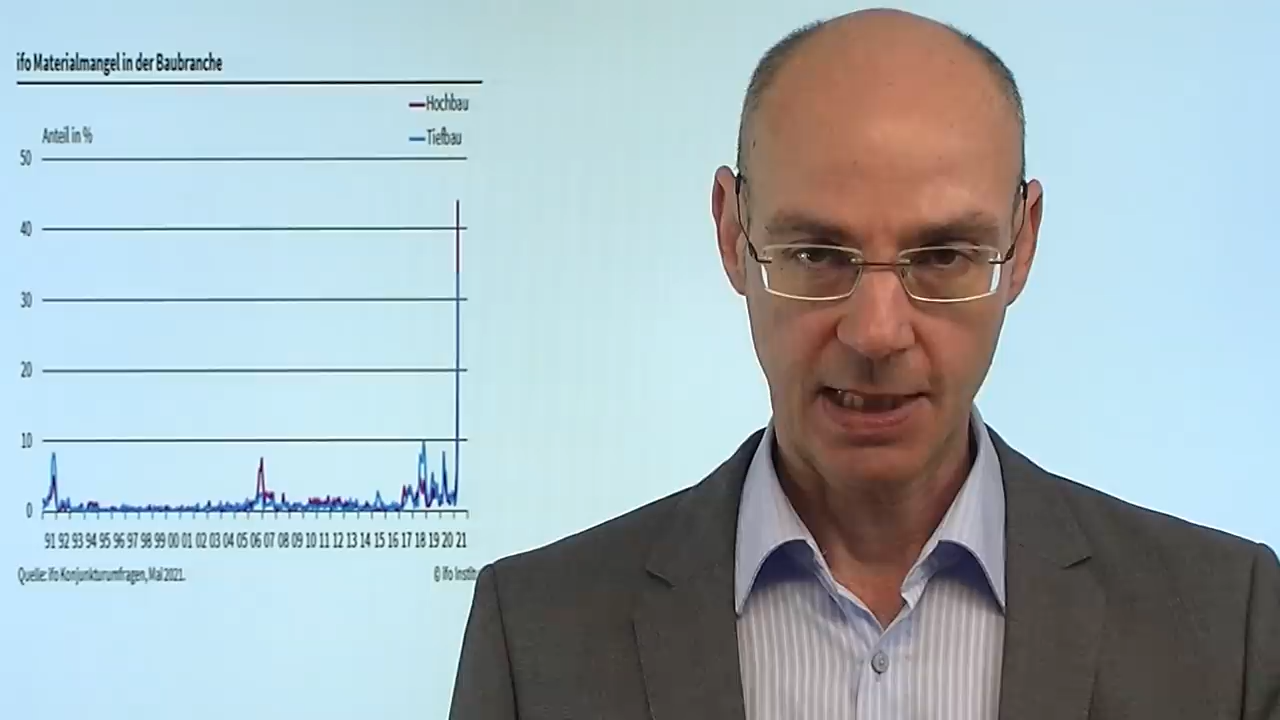 ifo Materialmangel in der Baubranche
Hochbau
Anteil in %
Tiefbau
50
40
30
20
10
0
91 92 93 94 95 96 97 98 99 00 01 02 03 04 05 06 07 08 09 10 11 12 13 14 15 16 17 18 19 20 21
Quelle: ifo Konjunkturumfragen, Mai 2021.
© ifo Institu